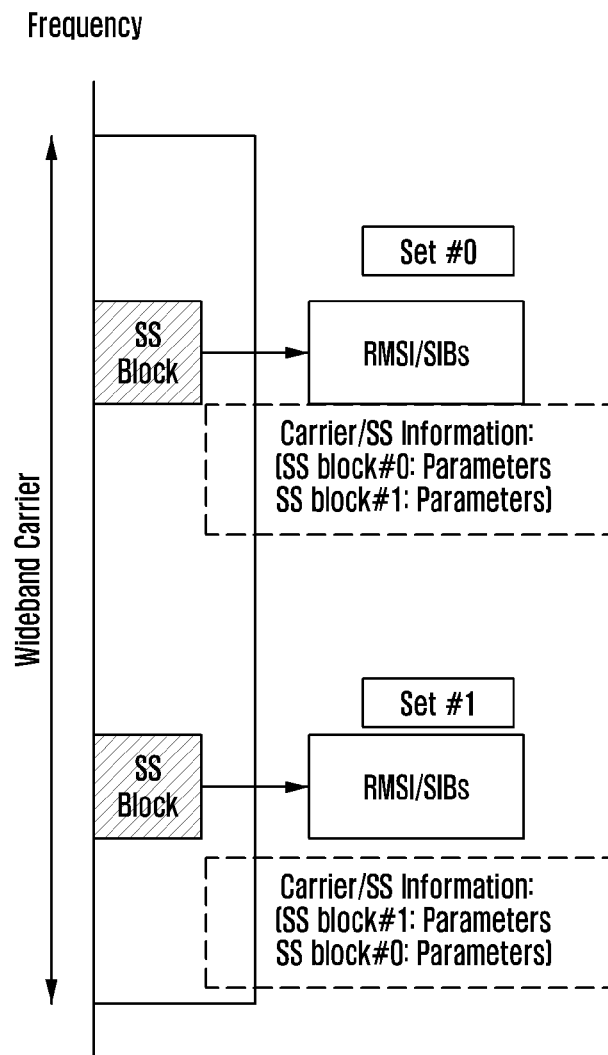 Frequency
Set #0
SS
Block
RMSI/SIBs
Carrier/SS Information:
(SS block#0: Parameters
SS block#1: Parameters)
Wideband Carrier
Set #1
SS
Block
RMSI/SIBs
Carrier/SS Information:
(SS block#1: Parameters
SS block#0: Parameters)